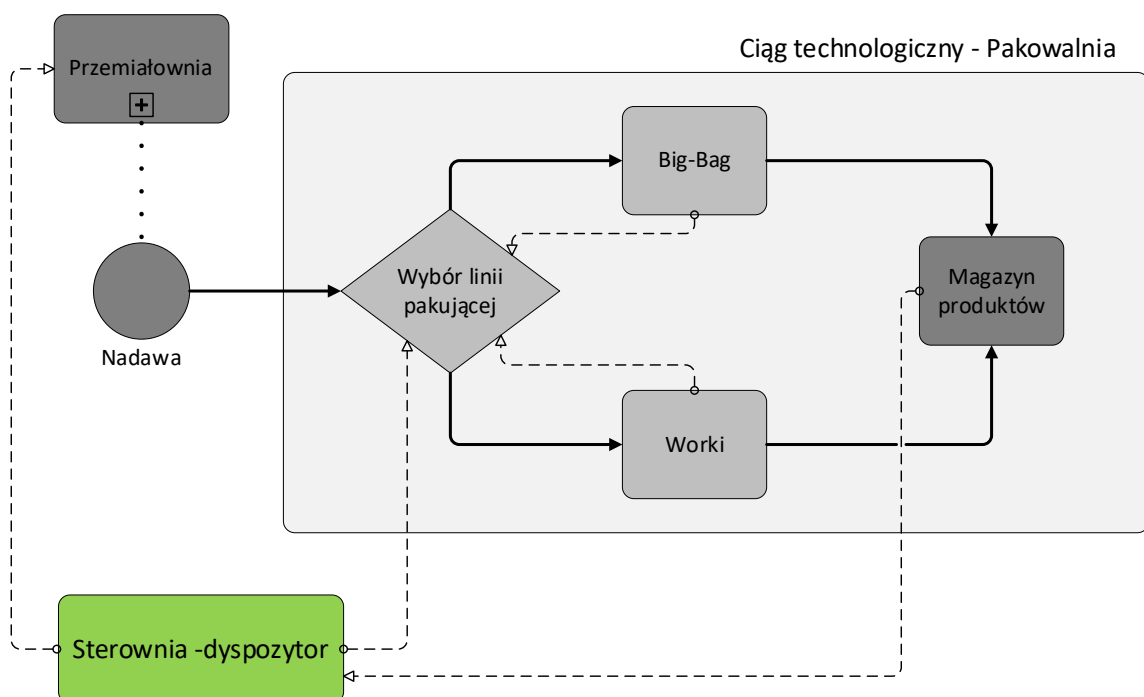 Ciąg technologiczny - Pakowalnia
Przemiałownia
Big-Bag
Wybór linii
pakującej
Magazyn
produktów
Nadawa
Worki
Sterownia -dyspozytor